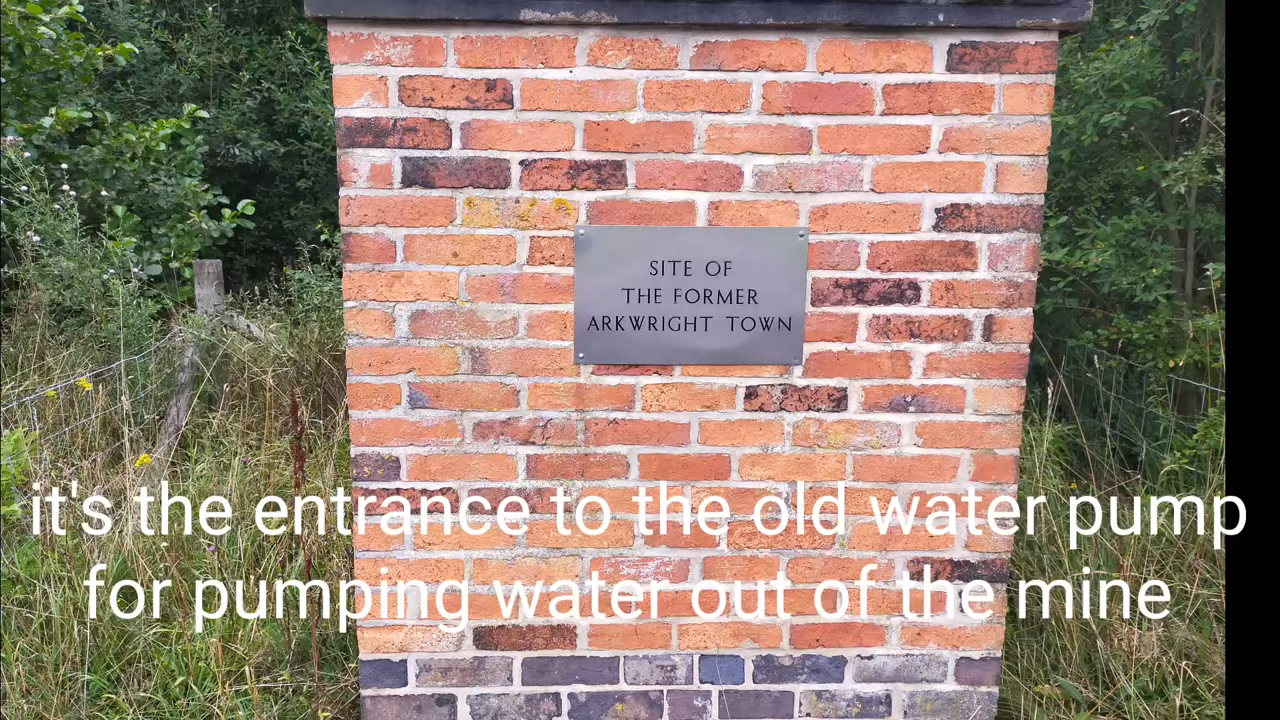 SITE OF
THE FORMER
ARKWRIGHT TOWN
it's the entrance to the old water pump
for pumping water out of the mine